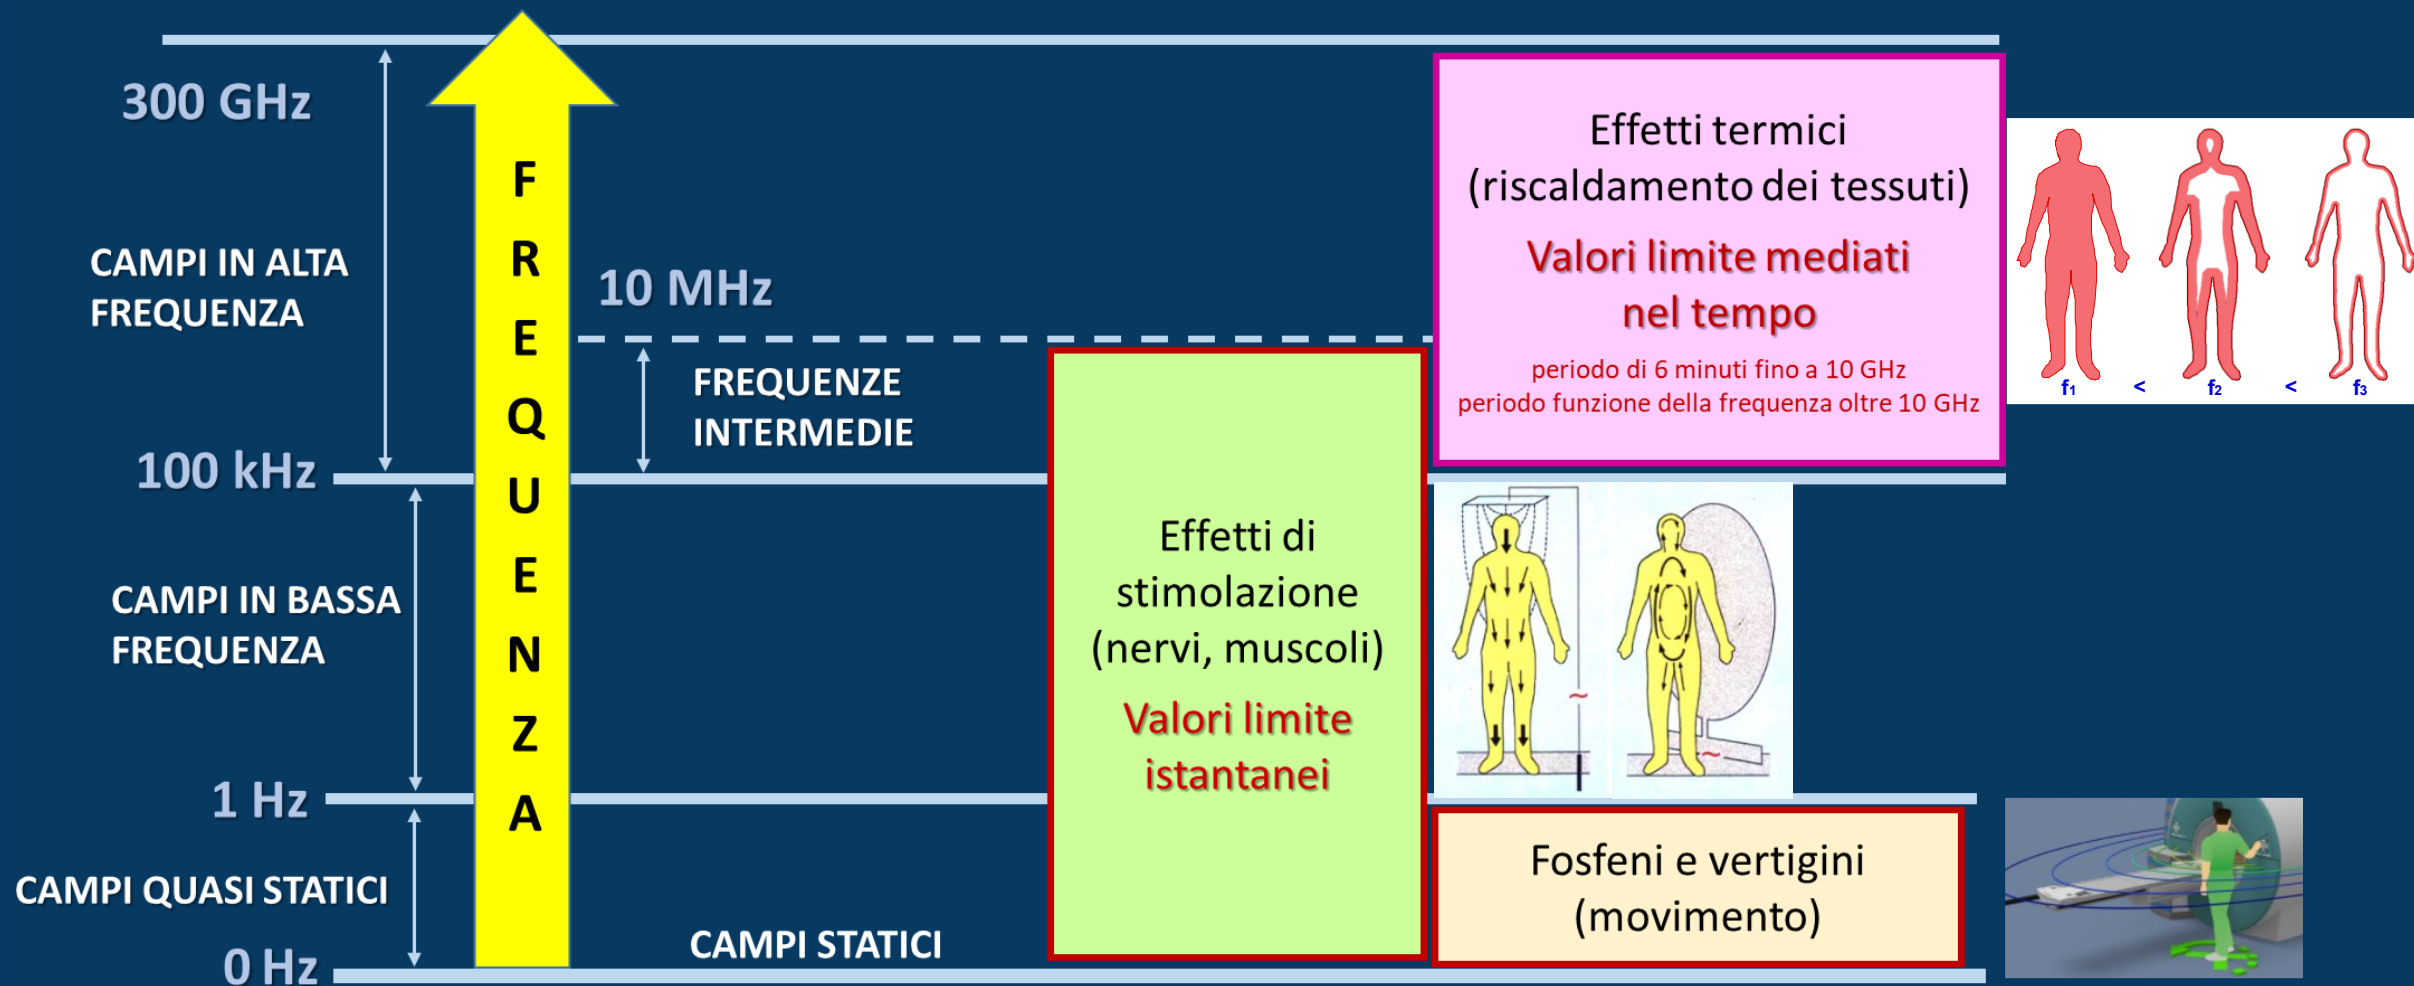 300 GHz
CAMPI IN ALTA
FREQUENZA
100 kHz
CAMPI IN BASSA
FREQUENZA
1 Hz
CAMPI QUASI STATICI
0 Hz
F
R
E
Q
U
E
N
Z
A
10 MHz
FREQUENZE
INTERMEDIE
CAMPI STATICI
Effetti di
stimolazione
(nervi, muscoli)
Valori limite
istantanei
Effetti termici
(riscaldamento dei tessuti)
Valori limite mediati
nel tempo
periodo di 6 minuti fino a 10 GHz
periodo funzione della frequenza oltre 10 GHz
f1 < f2 < f3
~
~
Fosfeni e vertigini
(movimento)